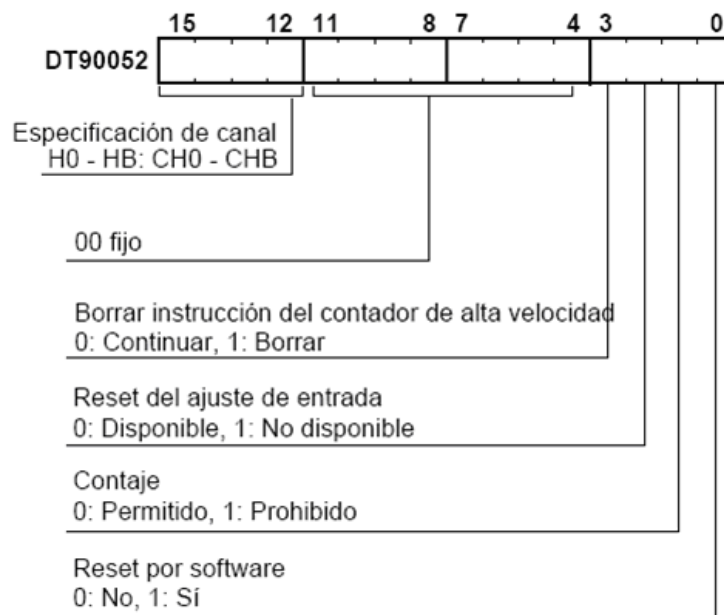 15 12 11 8 7 4 3 0
DT90052
Especificación de canal
H0 - HB: CH0 - CHB
00 fijo
Borrar instrucción del contador de alta velocidad
0: Continuar, 1: Borrar
Reset del ajuste de entrada
0: Disponible, 1: No disponible
Contaje
0: Permitido, 1: Prohibido
Reset por software
0: No, 1: Sí